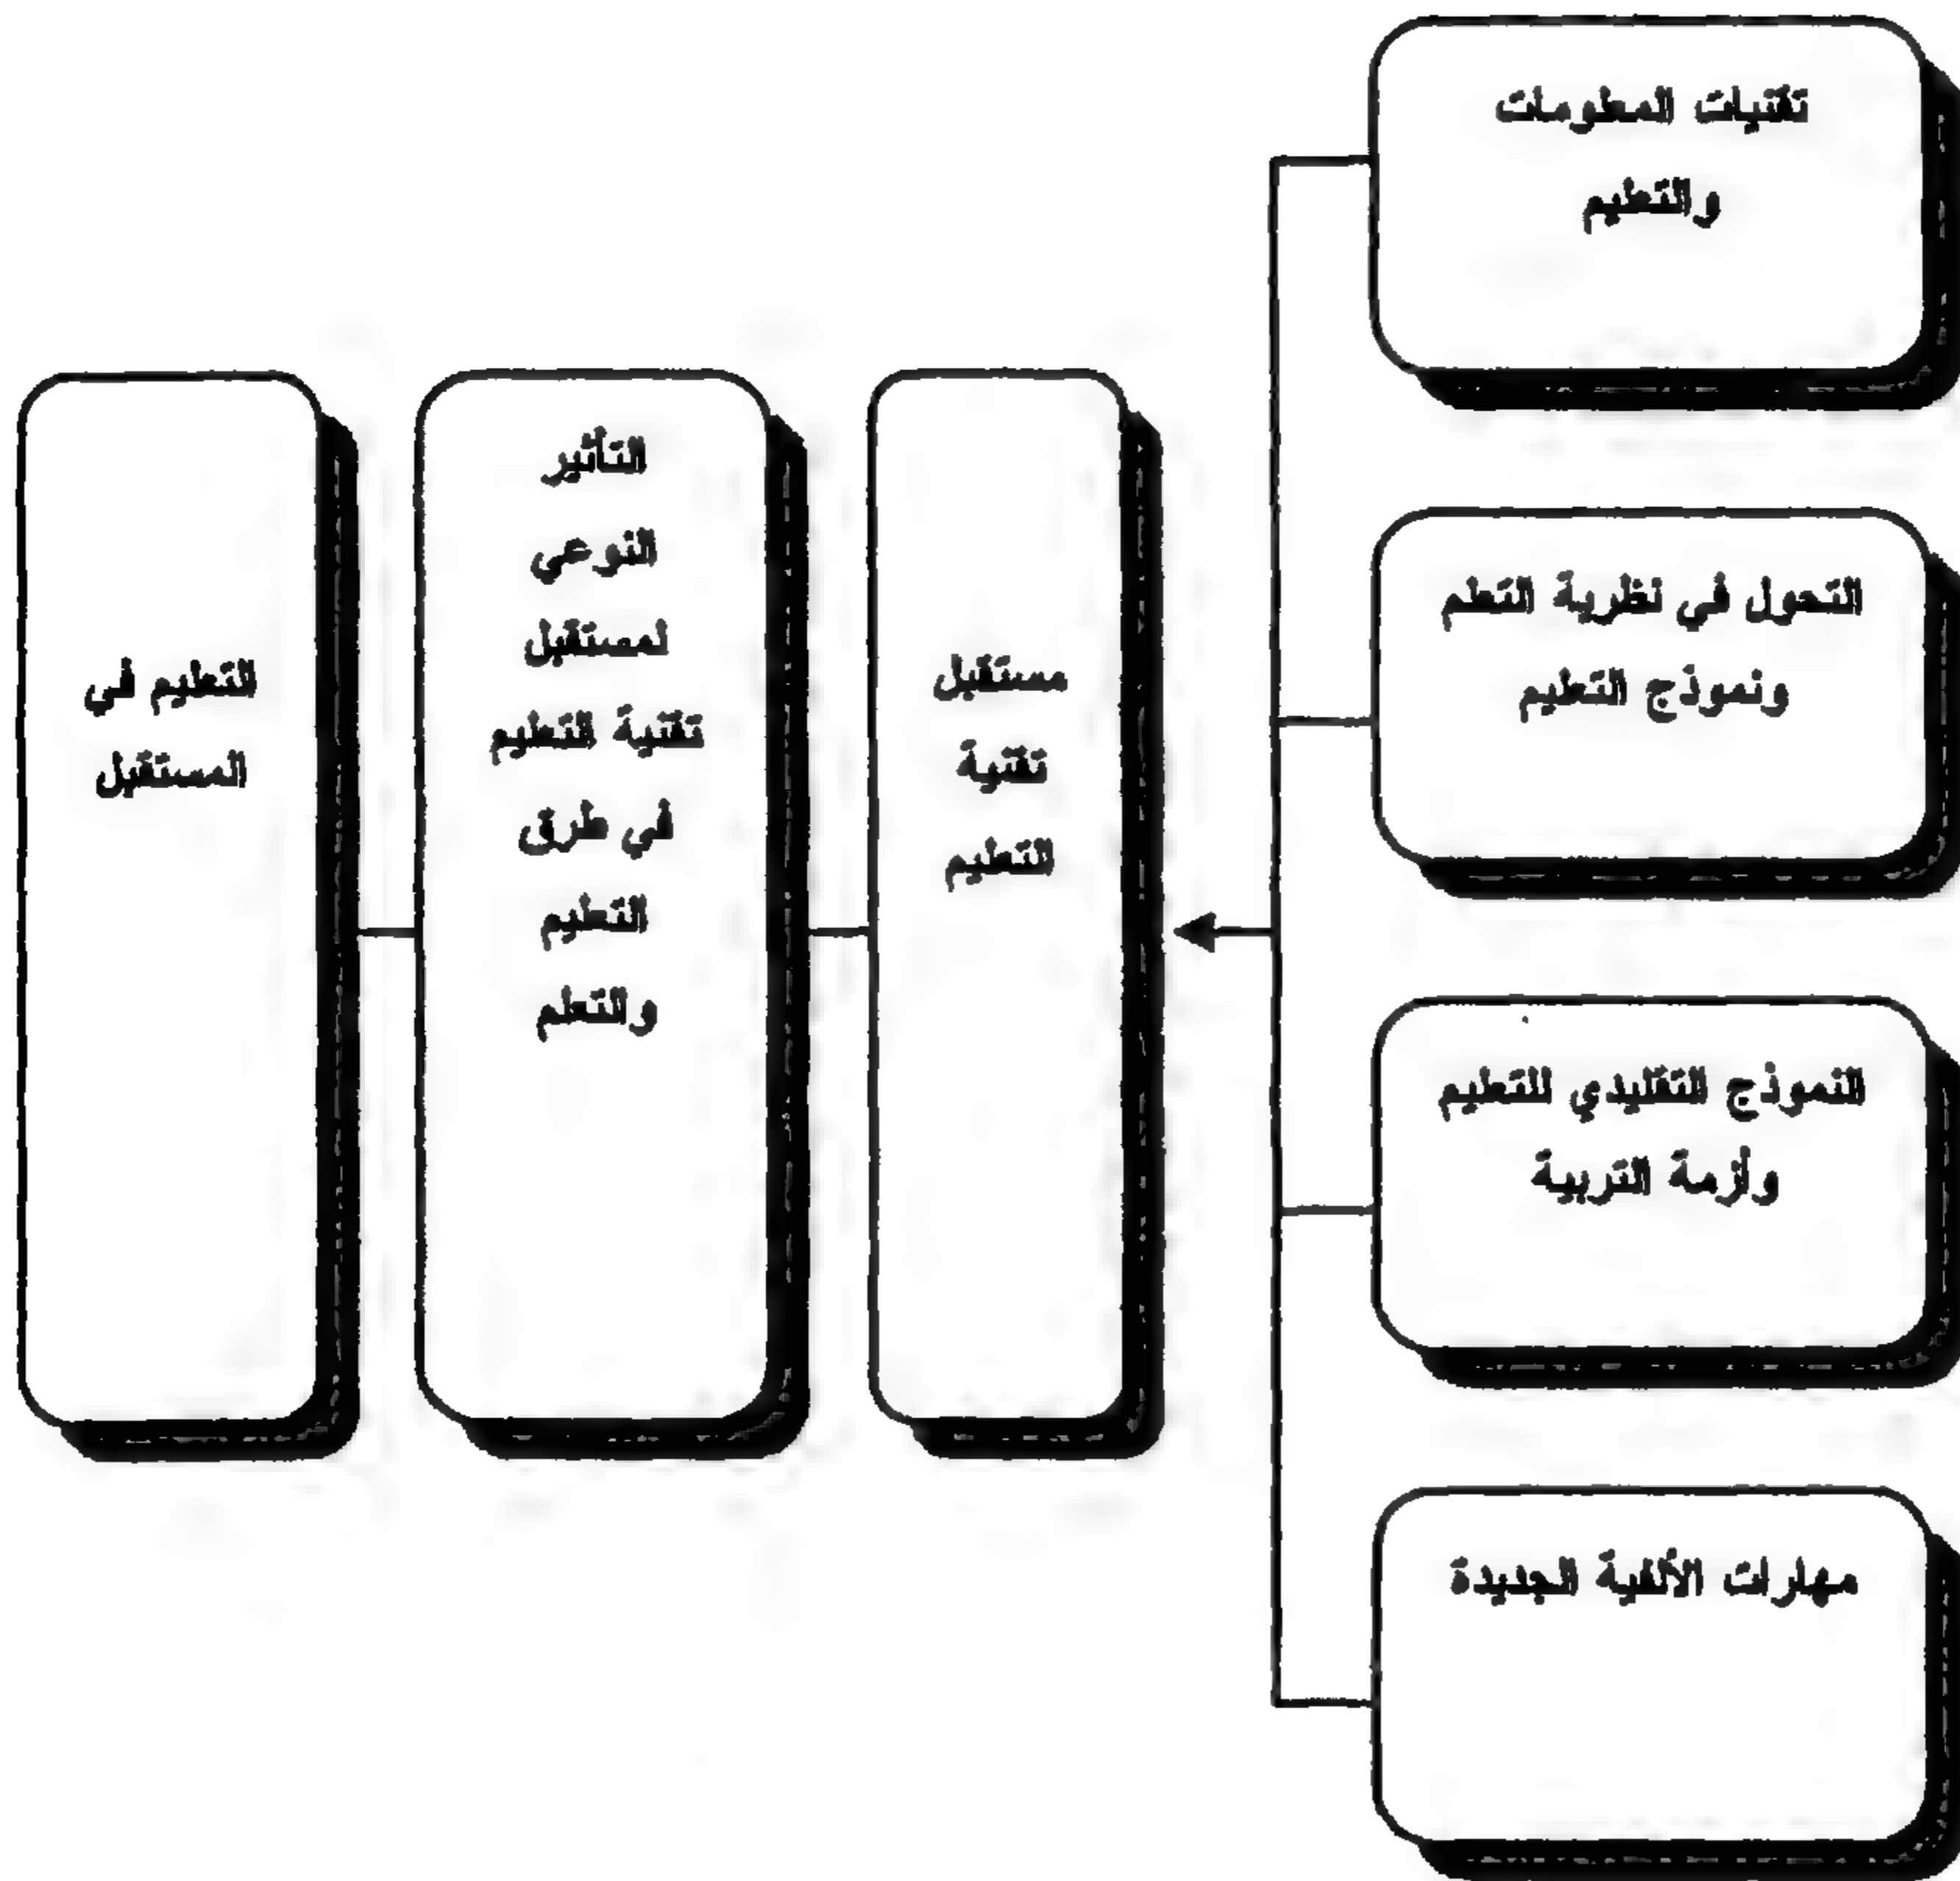 تقنيات المعلومات
والتعليم
التحول في نظرية التعلم
ونموذج التعليم
النموذج التقليدي للتعليم
وأزمة التربية
مهارات الألفية الجديدة
مستقبل
تقنية
التعليم
التأثير
النوعي
لمستقبل
تقنية التعليم
في طرق
التعليم
والتعلم
التعليم في
المستقبل